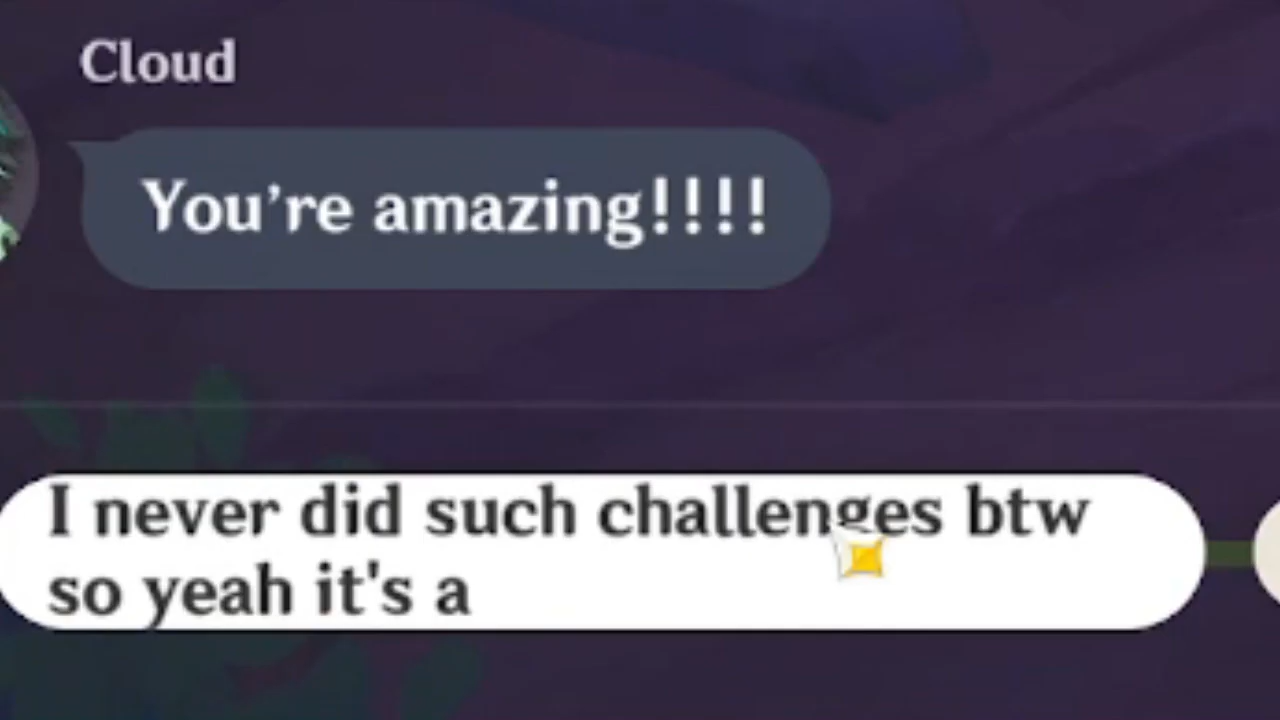 Cloud
You’re amazing!!!!
I never did such challenges btw
so yeah it's a